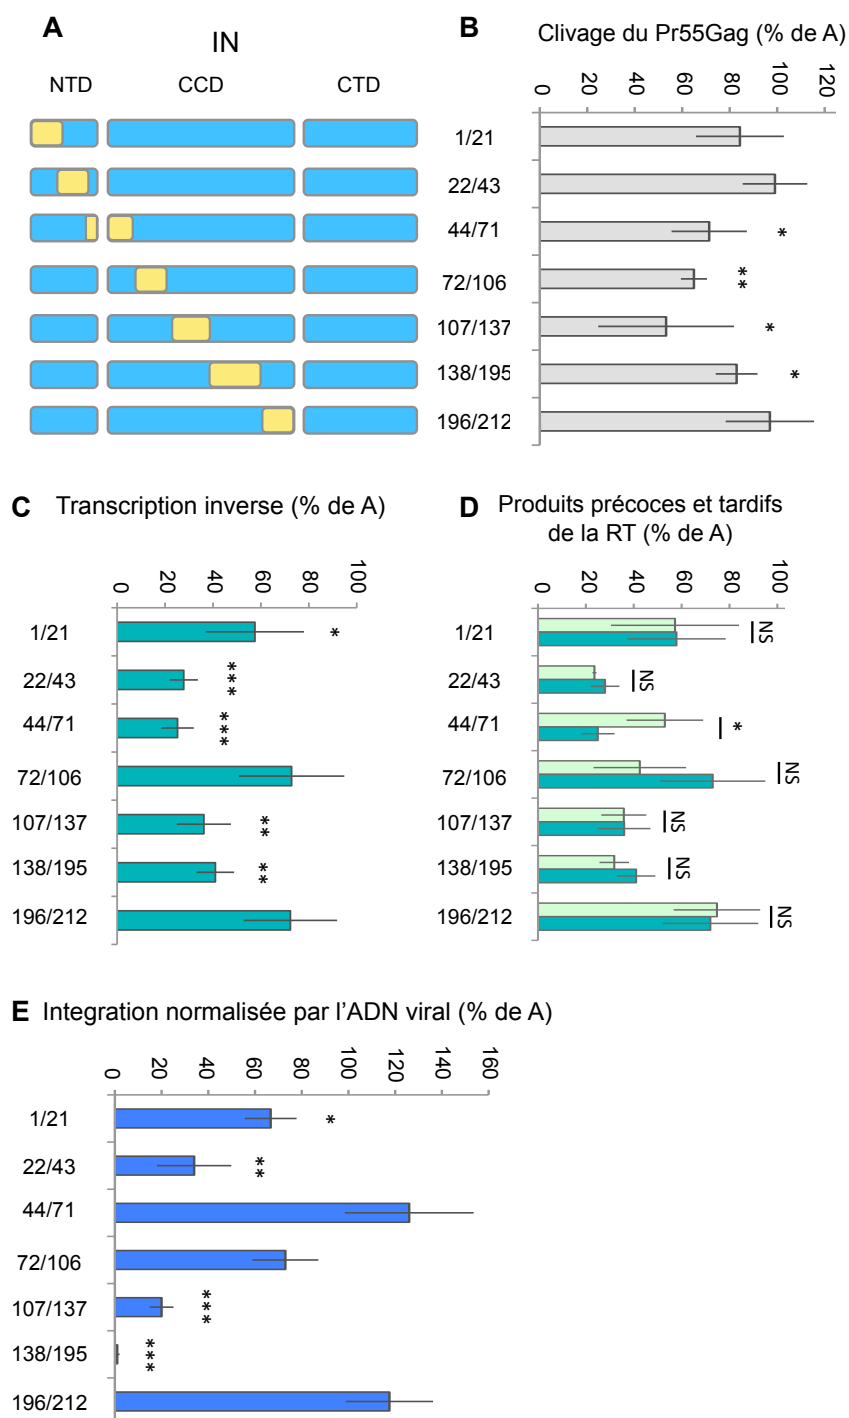 A
IN
NTD CCD CTD
B Clivage du Pr55Gag (% de A)
0 20 40 60 80 100 120
1/21
22/43
44/71 *
72/106 **
107/137 *
138/195 *
196/212
C Transcription inverse (% de A)
0 20 40 60 80 100
1/21 *
22/43 ***
44/71 ***
72/106
107/137 **
138/195 **
196/212
D Produits précoces et tardifs
de la RT (% de A)
0 20 40 60 80 100
1/21 NS
22/43 NS
44/71 *
72/106 NS
107/137 NS
138/195 NS
196/212 NS
E Integration normalisée par l'ADN viral (% de A)
0 20 40 60 80 100 120 140 160
1/21 *
22/43 **
44/71
72/106
107/137 ***
138/195 ***
196/212